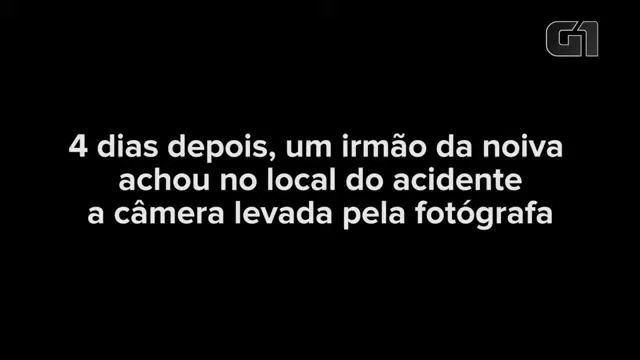 G1
4 dias depois, um irmão da noiva
achou no local do acidente
a câmera levada pela fotógrafa